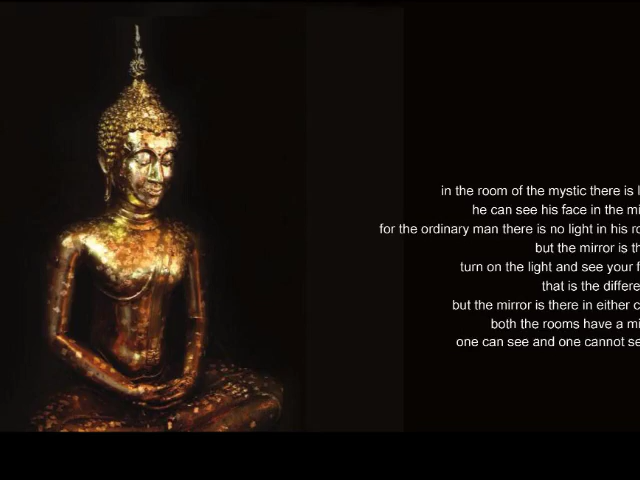 in the room of the mystic there is
he can see his face in the
for the ordinary man there is no light in his
but the mirror is
turn on the light and see your
that is the
but the mirror is there in either
both the rooms have a
one can see and one cannot